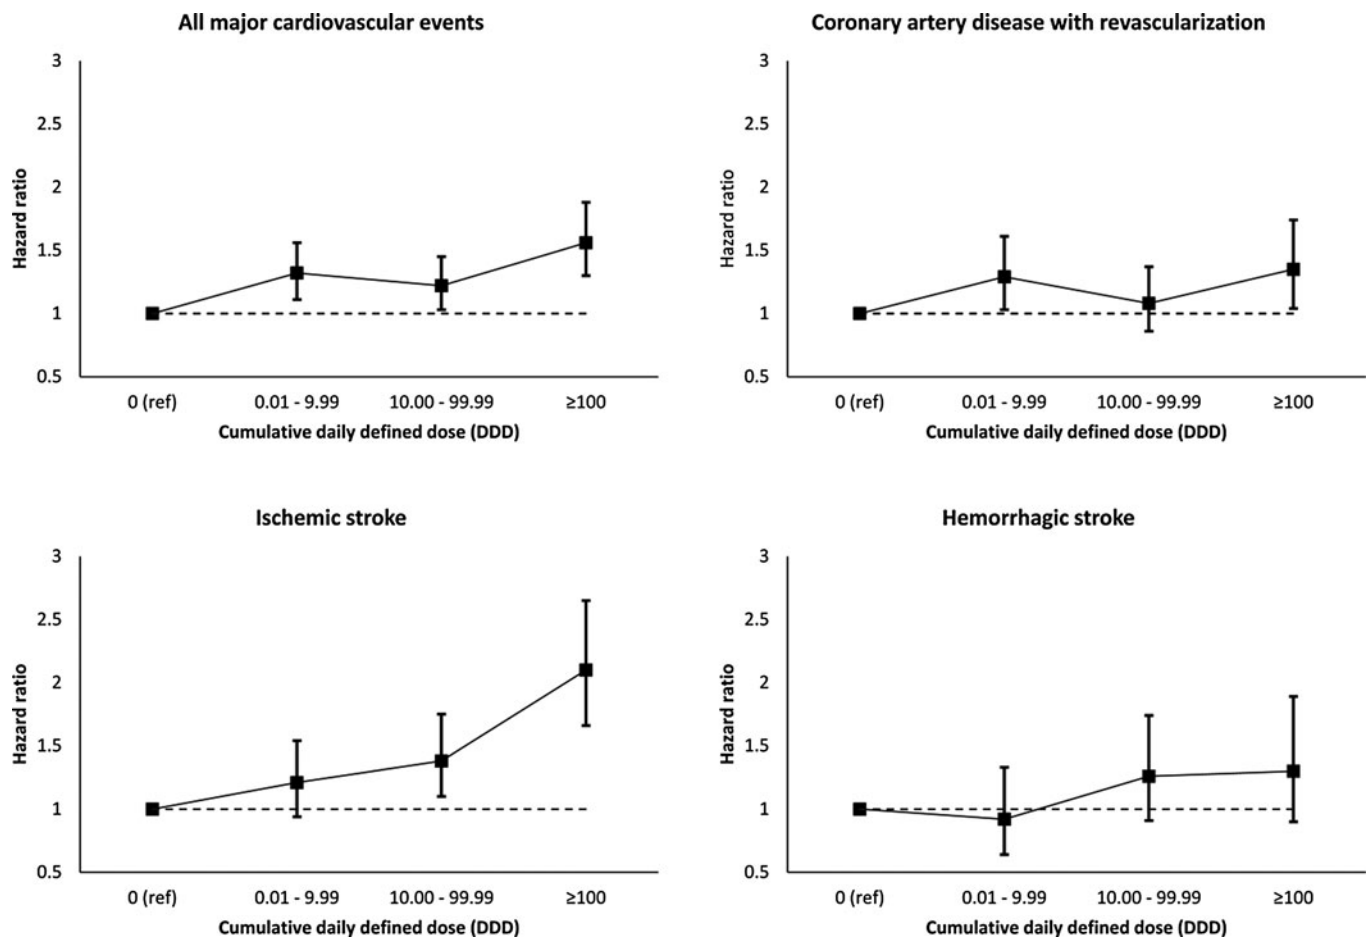 All major cardiovascular events
3
2.5
2
1.5
1
0.5
Hazard ratio
0 (ref) 0.01 - 9.99 10.00 - 99.99 ≥100
Cumulative daily defined dose (DDD)
Coronary artery disease with revascularization
3
2.5
2
1.5
1
0.5
Hazard ratio
0 (ref) 0.01 - 9.99 10.00 - 99.99 ≥100
Cumulative daily defined dose (DDD)
Ischemic stroke
3
2.5
2
1.5
1
0.5
Hazard ratio
0 (ref) 0.01 - 9.99 10.00 - 99.99 ≥100
Cumulative daily defined dose (DDD)
Hemorrhagic stroke
3
2.5
2
1.5
1
0.5
Hazard ratio
0 (ref) 0.01 - 9.99 10.00 - 99.99 ≥100
Cumulative daily defined dose (DDD)